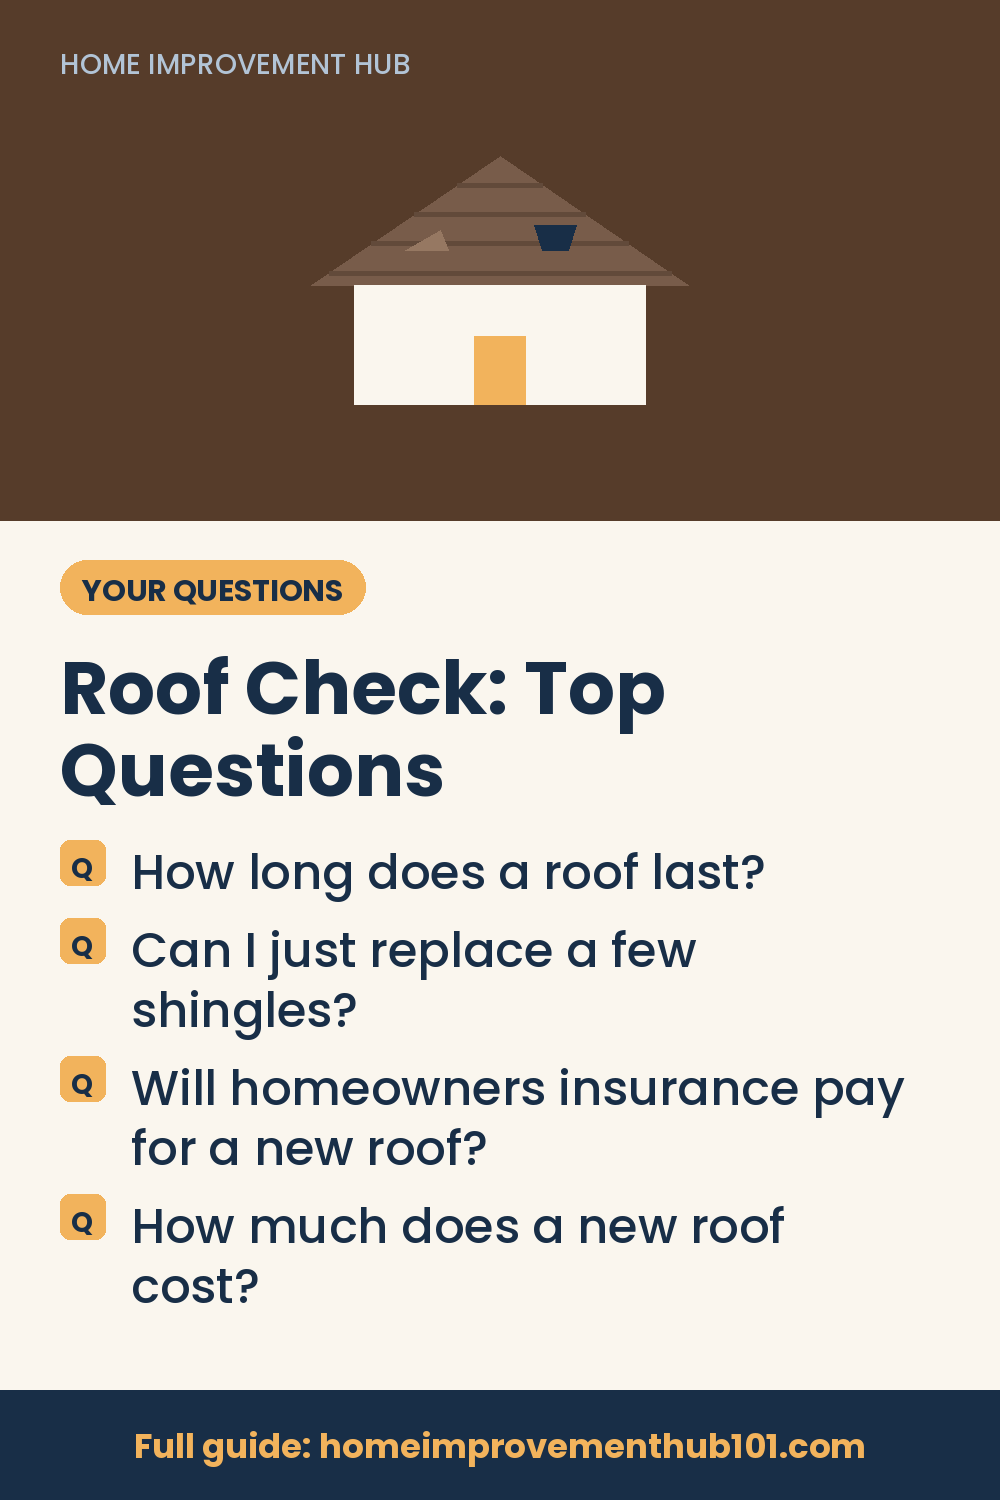 HOME IMPROVEMENT HUB
YOUR QUESTIONS
Roof Check: Top
Questions
Q How long does a roof last?
Q Can I just replace a few
shingles?
Q Will homeowners insurance pay
for a new roof?
Q How much does a new roof
cost?
Full guide: homeimprovementhub101.com